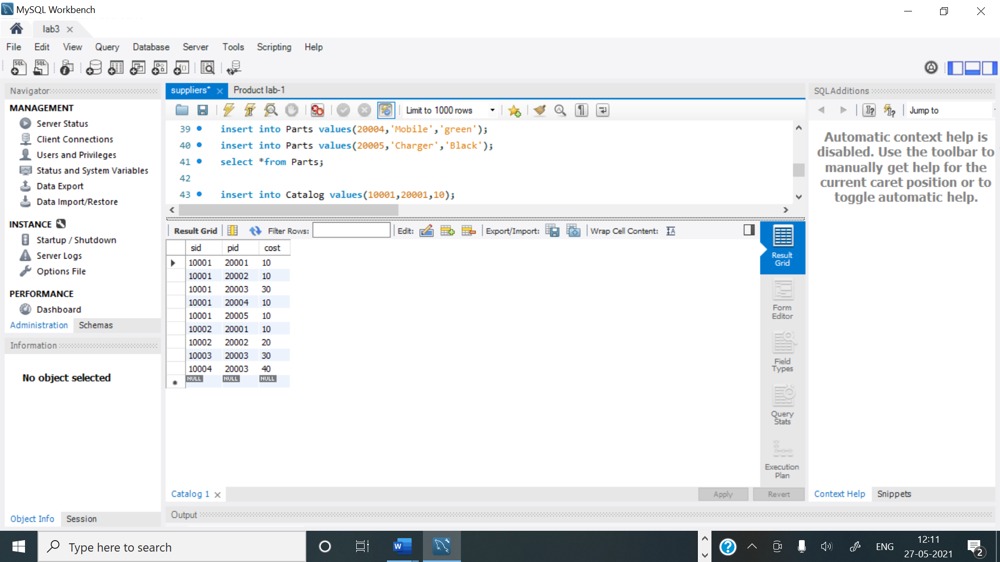 MySQL Workbench
lab3
File Edit View Query Database Server Tools Scripting Help
Navigator
MANAGEMENT
Server Status
Client Connections
Users and Privileges
Status and System Variables
Data Export
Data Import/Restore
INSTANCE
Startup / Shutdown
Server Logs
Options File
PERFORMANCE
Dashboard
Administration Schemas
Information
No object selected
Object Info Session
suppliers* Product lab-1
Limit to 1000 rows
39 insert into Parts values(20004,'Mobile','green');
40 insert into Parts values(20005,'Charger','Black');
41 select *from Parts;
42
43 insert into Catalog values(10001,20001,10);
Result Grid Filter Rows: Edit: Export/Import: Wrap Cell Content:
sid pid cost
10001 20001 10
10001 20002 10
10001 20003 30
10001 20004 10
10001 20005 10
10002 20001 10
10002 20002 20
10003 20003 30
10004 20003 40
NULL NULL NULL
Result
Grid
Form
Editor
Field
Types
Query
Stats
Execution
Plan
Catalog 1
Apply Revert
Output
SQLAdditions
Jump to
Automatic context help is
disabled. Use the toolbar to
manually get help for the
current caret position or to
toggle automatic help.
Context Help Snippets
Type here to search
ENG
12:11
27-05-2021
2